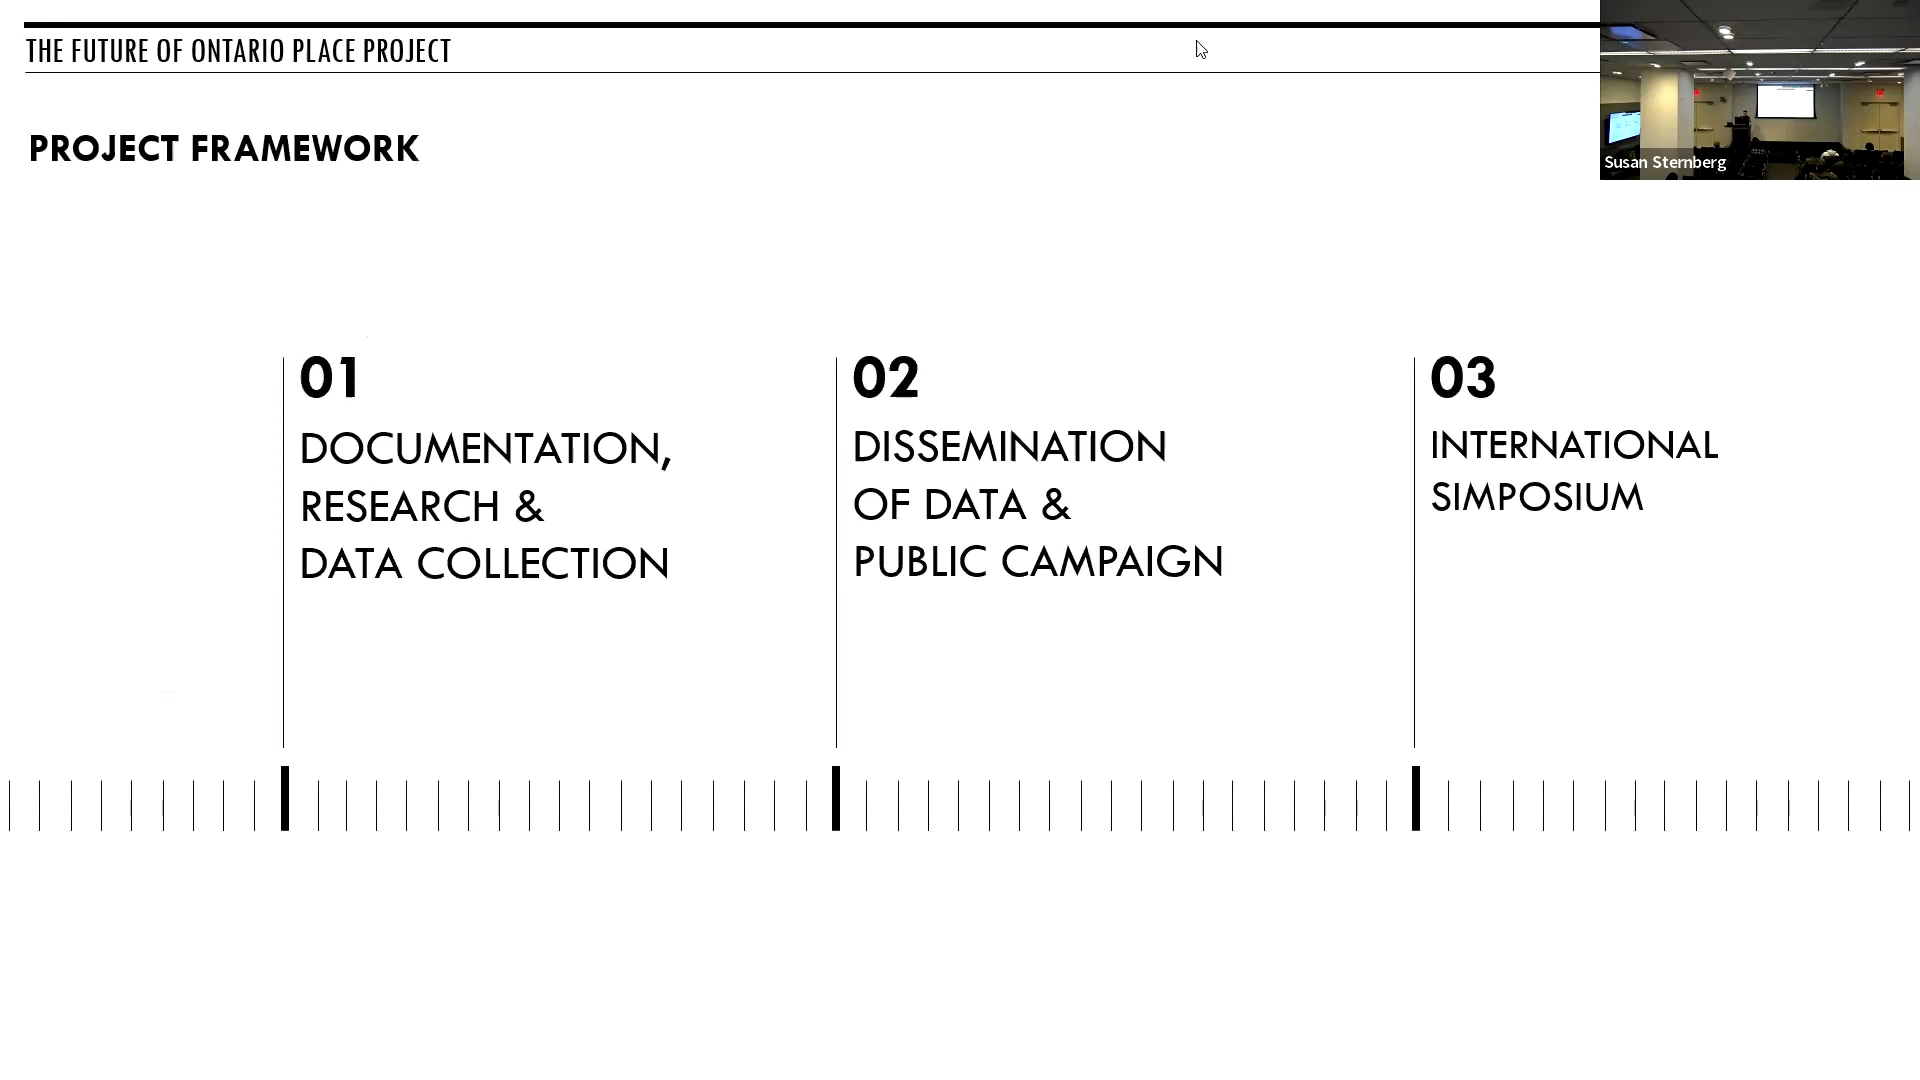 THE FUTURE OF ONTARIO PLACE PROJECT
PROJECT FRAMEWORK
Susan Sternberg
01
DOCUMENTATION,
RESEARCH &
DATA COLLECTION
02
DISSEMINATION
OF DATA &
PUBLIC CAMPAIGN
03
INTERNATIONAL
SIMPOSIUM